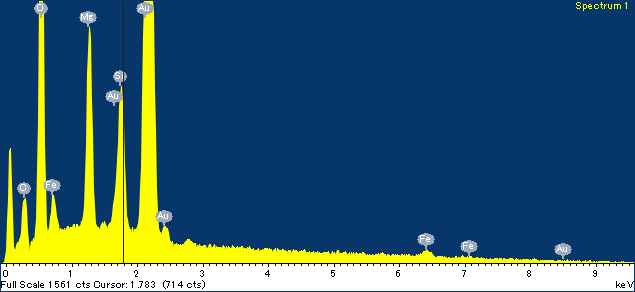 Spectrum 1
O
Au
Mg
Si
Au
Fe
Au
Fe
Fe
Au
0 1 2 3 4 5 6 7 8 9
Full Scale 1561 cts Cursor: 1.783 (714 cts) keV